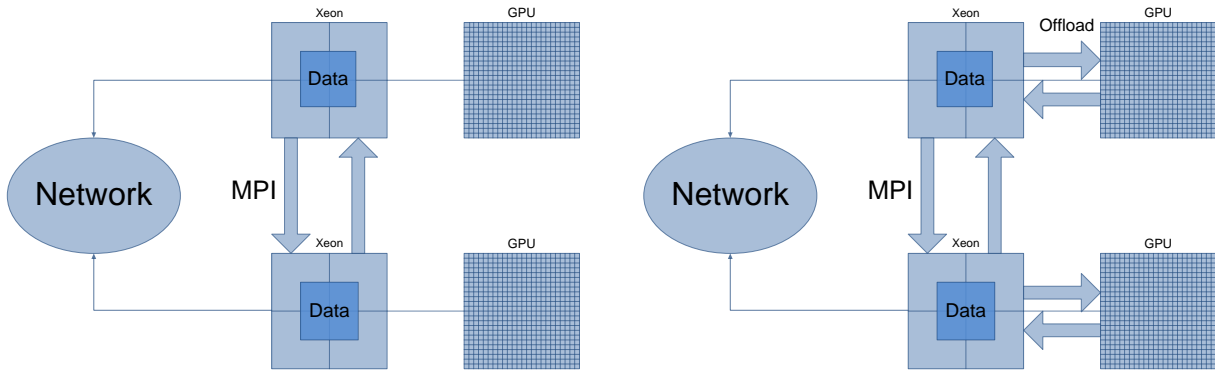 Xeon
GPU
Data
Network
MPI
Xeon
GPU
Data
Xeon
GPU
Offload
Data
Network
MPI
Xeon
GPU
Data